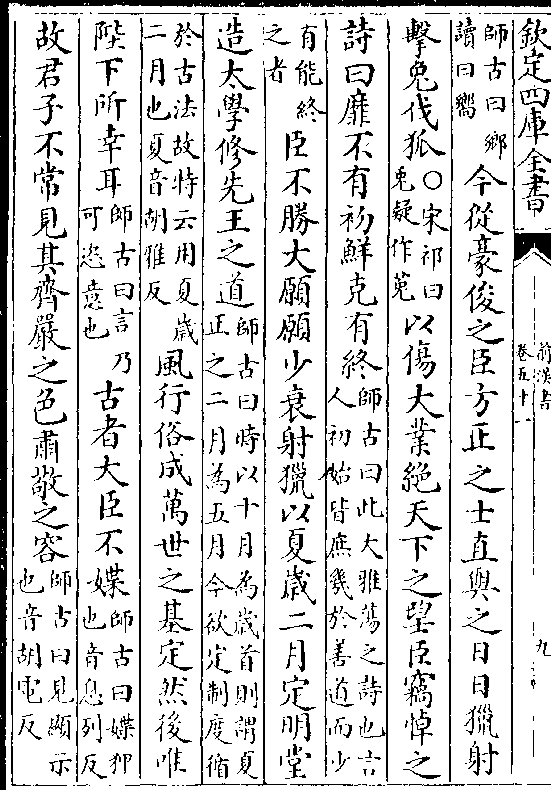 欽定四庫全書
前漢書
卷五十一
九
師古曰鄉
讀曰嚮
今從豪俊之臣方正之士直與之日日獵射
擊兔伐狐
○宋祁曰
兎疑作菟
以傷大業絶天下之望臣竊悼之
詩曰靡不有初鮮克有終
師古曰此大雅蕩之詩也言
人初始皆庶幾於善道而少
有能終
之者
臣不勝大願願少衰射獵以夏歲二月定明堂
造太學修先王之道
師古曰時以十月為歲首則謂夏
正之二月為五月今欲定制度循
於古法故特云用夏歲
二月也夏音胡雅反
風行俗成萬世之基定然後唯
陛下所幸耳
師古曰言乃
可恣意也
古者大臣不媟
師古曰媟狎
也音息列反
故君子不常見其齊嚴之色肅敬之容
師古曰見顯示
也音胡電反